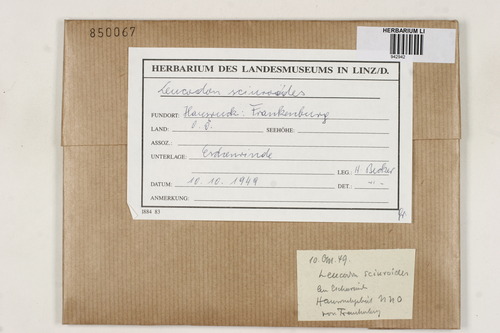 850067
HERBARIUM LI
942942
HERBARIUM DES LANDESMUSEUMS IN LINZ/D.
Leucodon sciuroides
FUNDORT: Hausruck: Frankenburg
LAND: O. Ö. SEEHÖHE:
ASSOZ.:
UNTERLAGE: Eschenrinde
LEG.: H. Becker
DATUM: 10. 10. 1949 DET.: -"-
ANMERKUNG:
I684 83
10. Okt. 49.
Leucodon sciuroides
an Eschenrinde
NNO
von Frankenburg